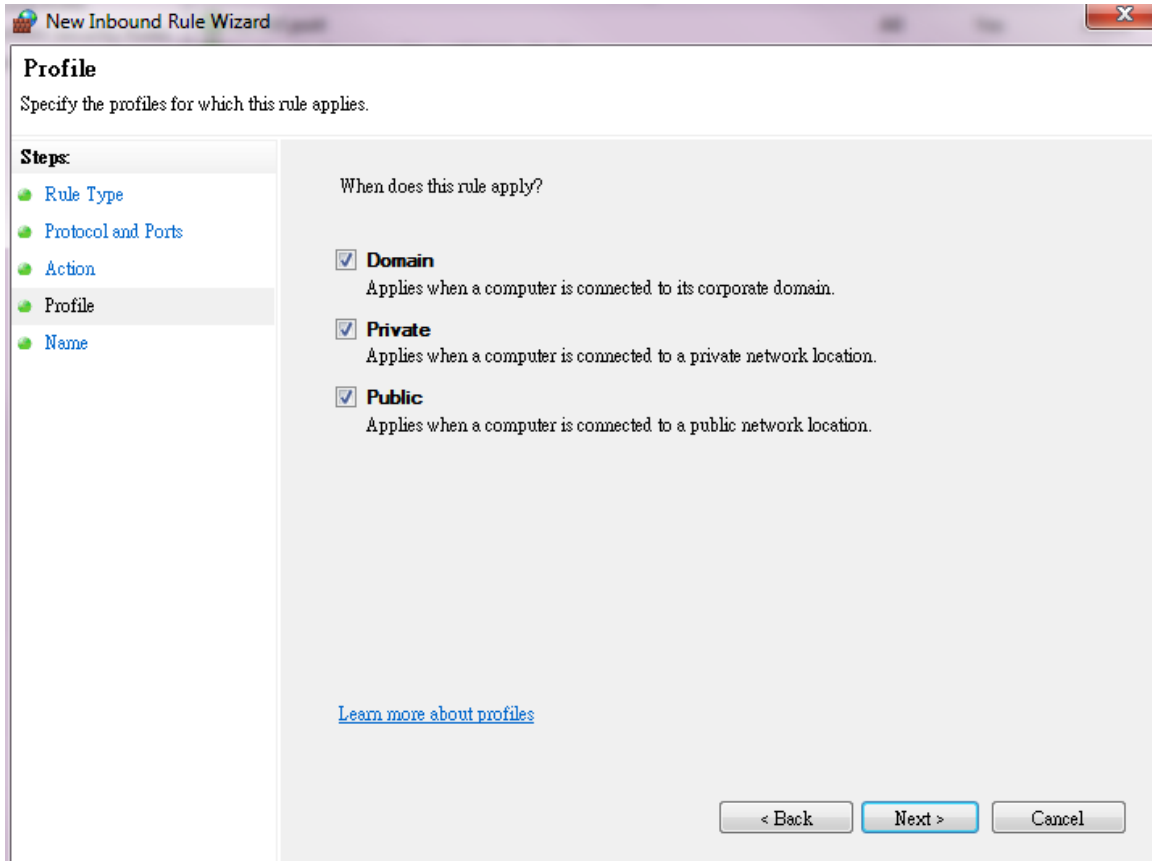 New Inbound Rule Wizard
Profile
Specify the profiles for which this rule applies.
Steps:
Rule Type
Protocol and Ports
Action
Profile
Name
When does this rule apply?
Domain
Applies when a computer is connected to its corporate domain.
Private
Applies when a computer is connected to a private network location.
Public
Applies when a computer is connected to a public network location.
Learn more about profiles
< Back Next > Cancel